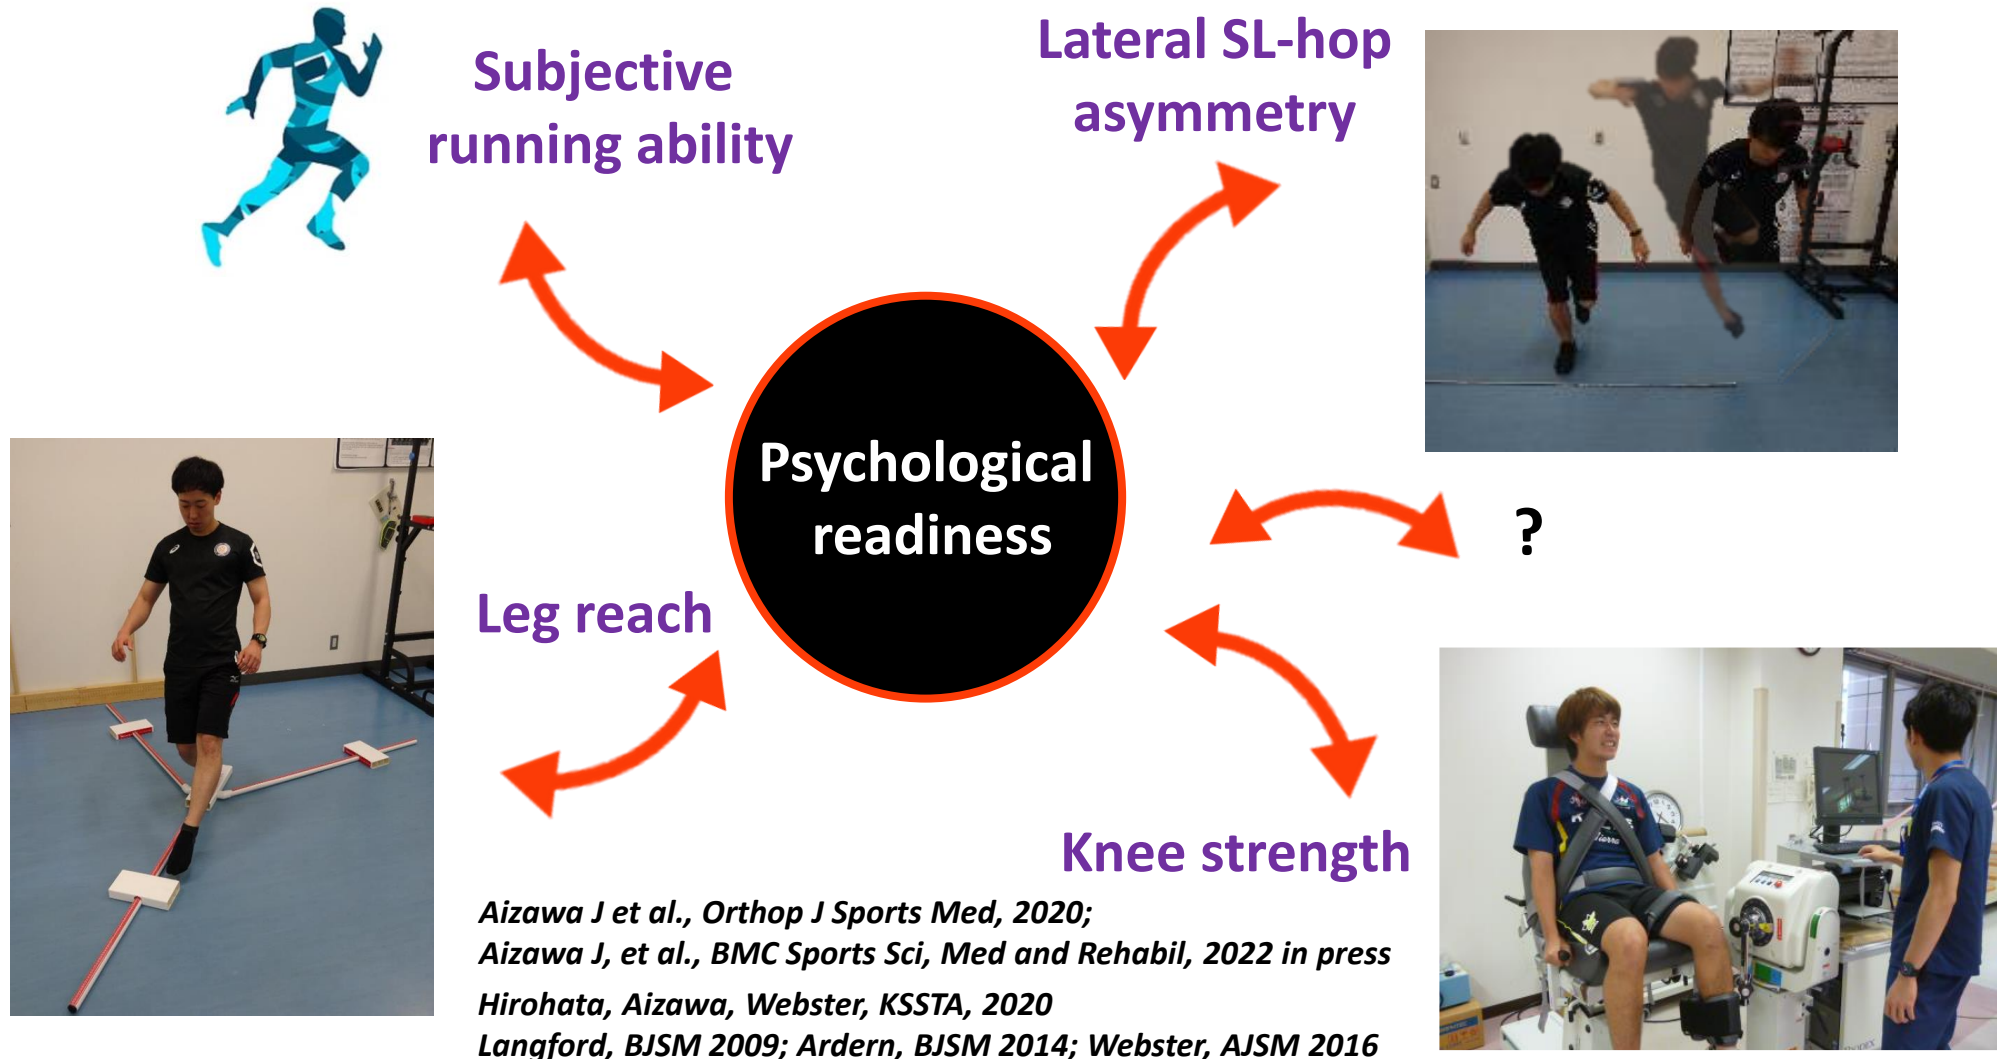 Subjective
running ability
Lateral SL-hop
asymmetry
Psychological
readiness
?
Leg reach
Knee strength
Aizawa J et al., Orthop J Sports Med, 2020;
Aizawa J, et al., BMC Sports Sci, Med and Rehabil, 2022 in press
Hirohata, Aizawa, Webster, KSSTA, 2020
Langford, BJSM 2009; Ardern, BJSM 2014; Webster, AJSM 2016